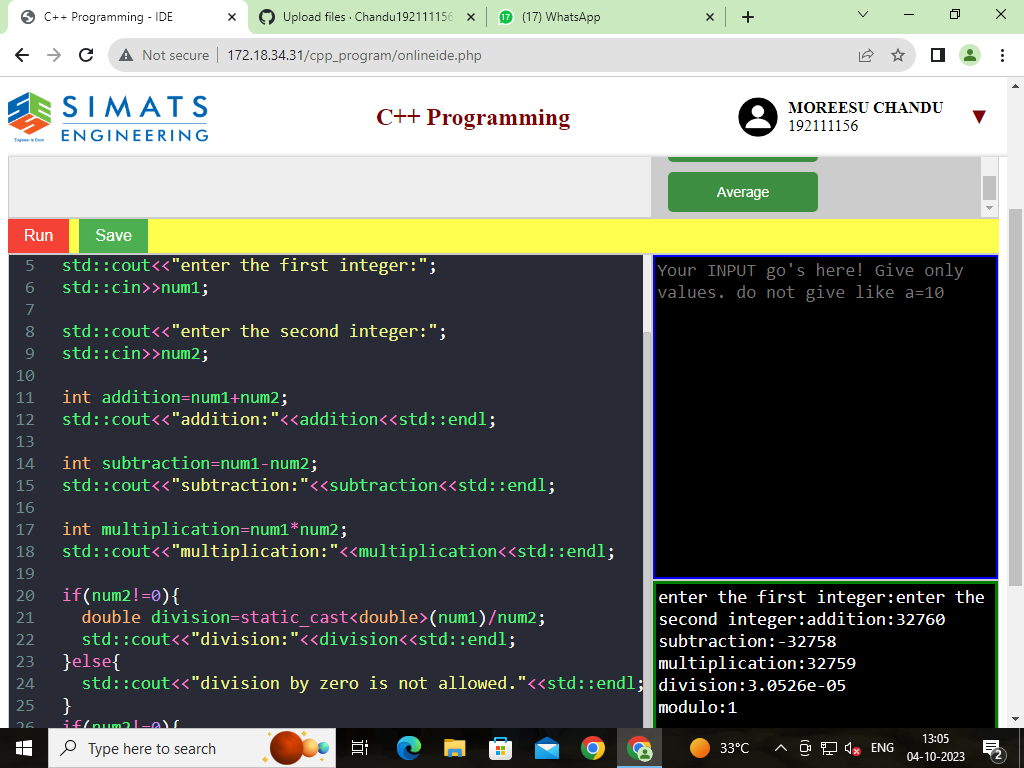 C++ Programming - IDE
Upload files · Chandu192111156
(17) WhatsApp
Not secure
172.18.34.31/cpp_program/onlineide.php
SIMATS
ENGINEERING
Engineer to Excel
C++ Programming
MOREESU CHANDU
192111156
Average
Run
Save
5 std::cout<<"enter the first integer:";
6 std::cin>>num1;
7
8 std::cout<<"enter the second integer:";
9 std::cin>>num2;
10
11 int addition=num1+num2;
12 std::cout<<"addition:"<<addition<<std::endl;
13
14 int subtraction=num1-num2;
15 std::cout<<"subtraction:"<<subtraction<<std::endl;
16
17 int multiplication=num1*num2;
18 std::cout<<"multiplication:"<<multiplication<<std::endl;
19
20 if(num2!=0){
21 double division=static_cast<double>(num1)/num2;
22 std::cout<<"division:"<<division<<std::endl;
23 }else{
24 std::cout<<"division by zero is not allowed."<<std::endl;
25 }
26 if(num2!=0){
Your INPUT go's here! Give only
values. do not give like a=10
enter the first integer:enter the
second integer:addition:32760
subtraction:-32758
multiplication:32759
division:3.0526e-05
modulo:1
Type here to search
33°C
ENG
13:05
04-10-2023
2